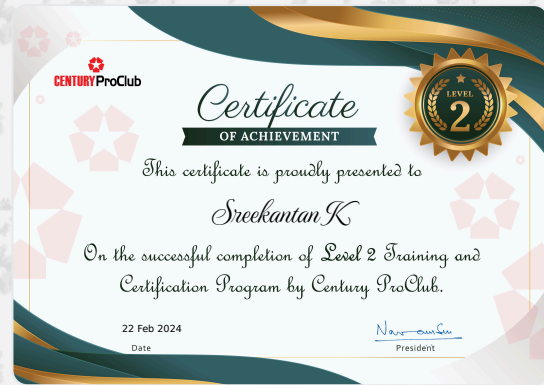 CENTURY ProClub
LEVEL
2
Certificate
OF ACHIEVEMENT
This certificate is proudly presented to
Sreekantan K
On the successful completion of Level 2 Training and
Certification Program by Century ProClub.
22 Feb 2024
Date
President